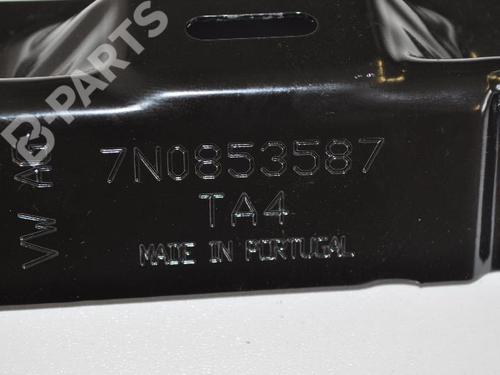 B-PARTS
VW AG
7N0853587
TA4
MADE IN PORTUGAL